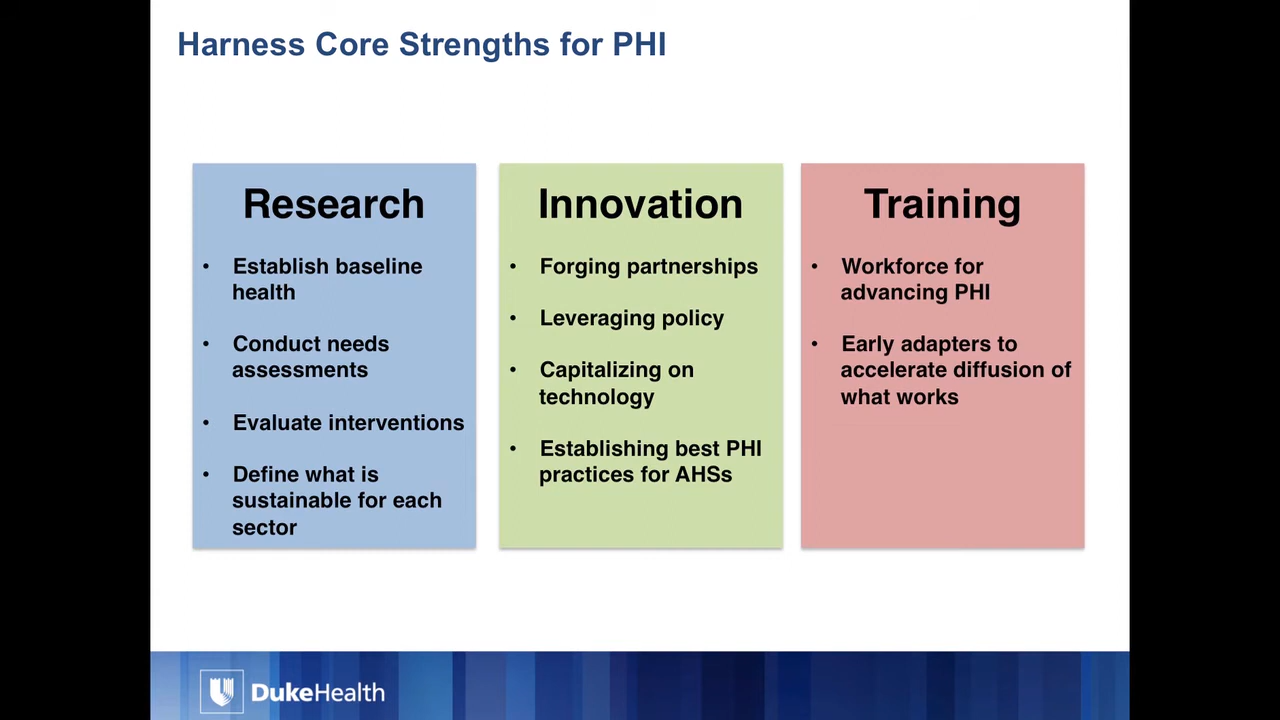 Harness Core Strengths for PHI
Research
• Establish baseline
health
• Conduct needs
assessments
• Evaluate interventions
• Define what is
sustainable for each
sector
Innovation
• Forging partnerships
• Leveraging policy
• Capitalizing on
technology
• Establishing best PHI
practices for AHSs
Training
• Workforce for
advancing PHI
• Early adapters to
accelerate diffusion of
what works
DukeHealth